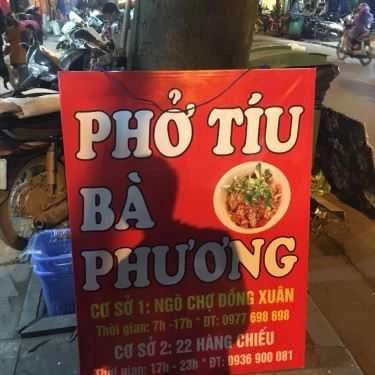 PHỞ TÍU
BÀ
PHƯƠNG
CƠ SỞ 1: NGÕ CHỢ ĐỒNG XUÂN
Thời gian: 7h -17h * ĐT: 0977 698 698
CƠ SỞ 2: 22 HÀNG CHIẾU
Thời gian: 17h - 23h * ĐT: 0936 900 081